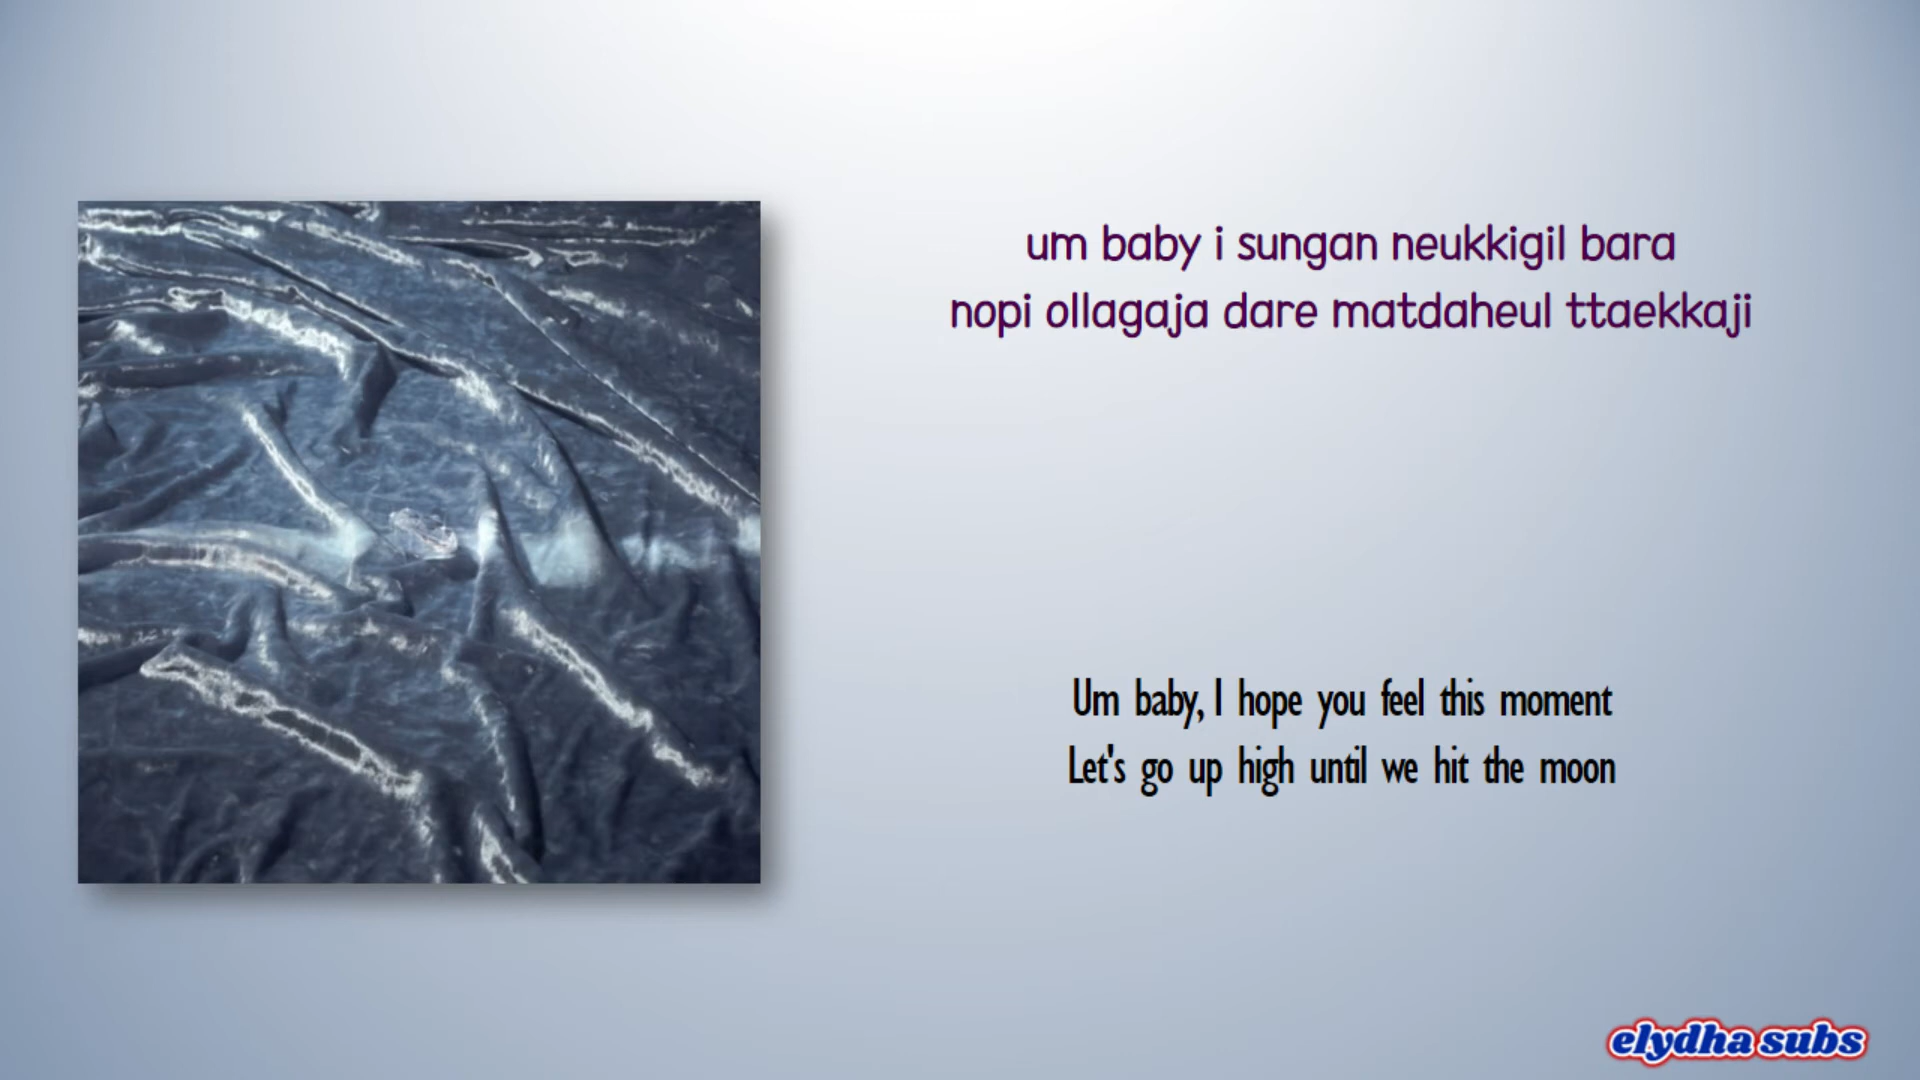 um baby i sungan neukkigil bara
nopi ollagaja dare matdaheul ttaekkaji
Um baby, I hope you feel this moment
Let's go up high until we hit the moon
elydha subs